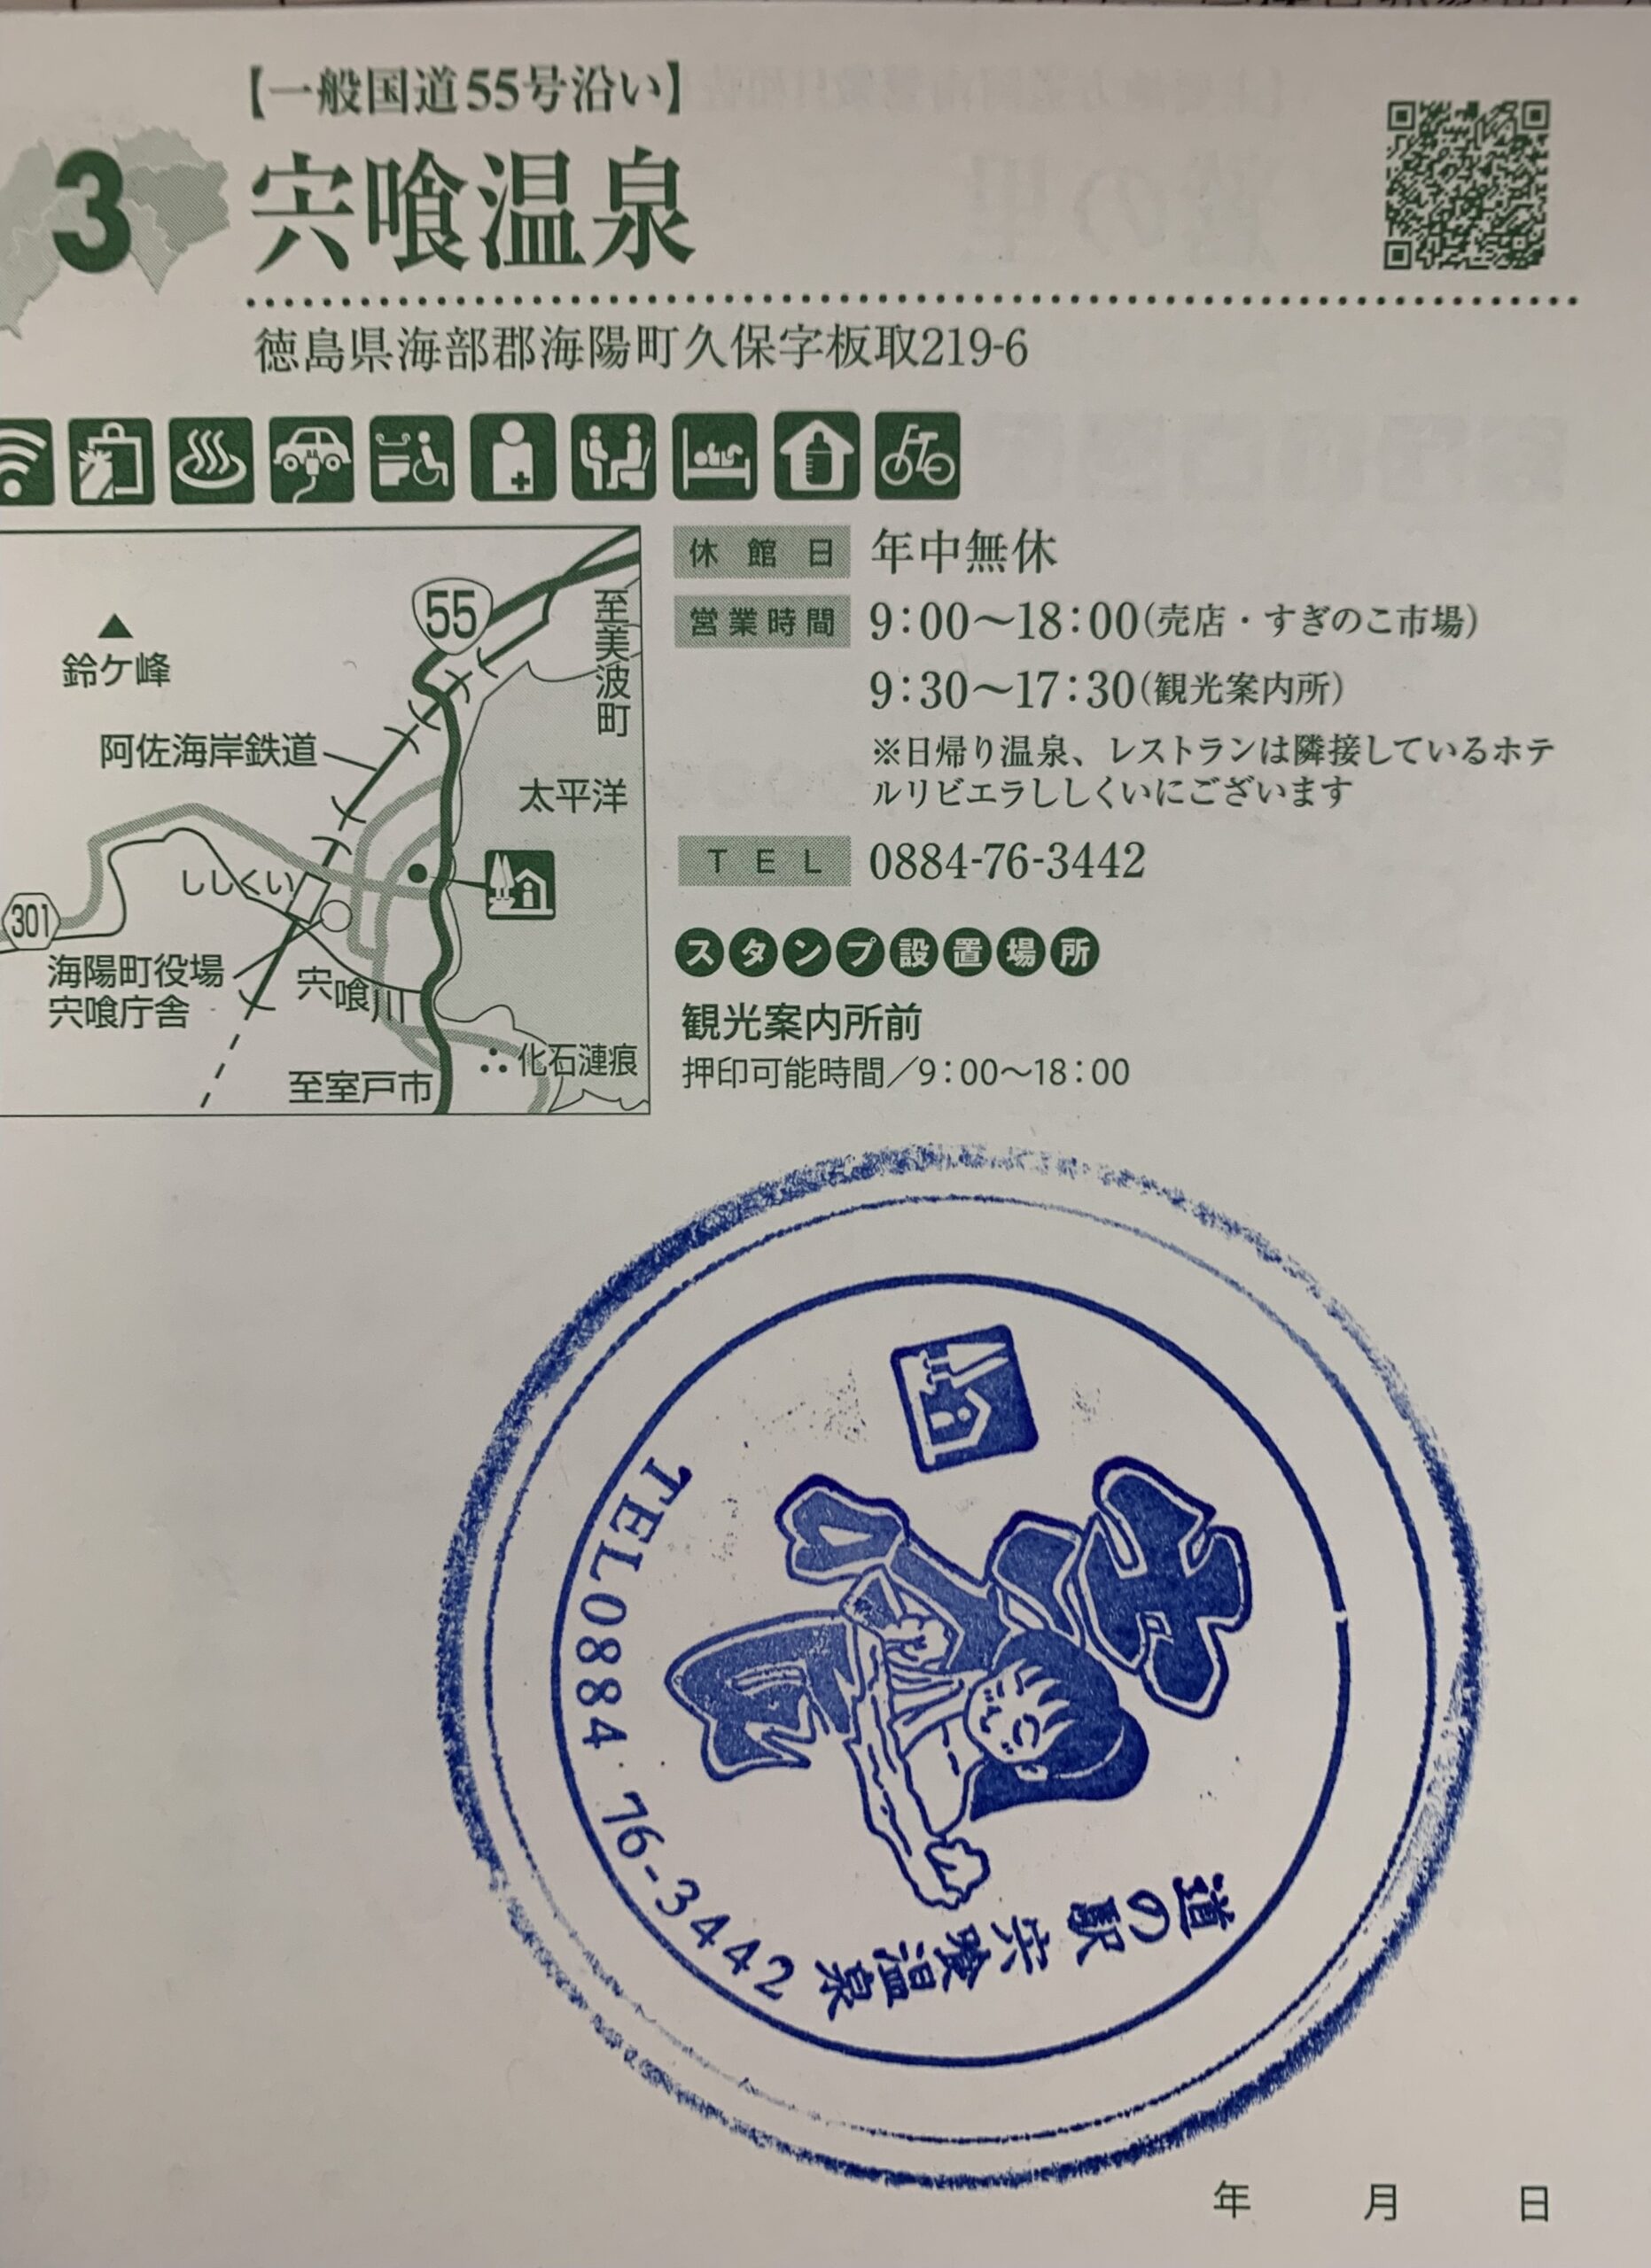 【一般国道55号沿い】
3
宍喰温泉
徳島県海部郡海陽町久保字板取219-6
休館日 年中無休
営業時間 9:00〜18:00(売店・すぎのこ市場)
9:30〜17:30(観光案内所)
※日帰り温泉、レストランは隣接しているホテ
ルリビエラししくいにございます
TEL 0884-76-3442
スタンプ設置場所
観光案内所前
押印可能時間／9:00〜18:00
55
至美波町
鈴ケ峰
阿佐海岸鉄道
太平洋
ししくい
301
海陽町役場
宍喰庁舎
宍喰川
化石漣痕
至室戸市
道の駅 宍喰温泉
TEL0884・76-3442
年 月 日